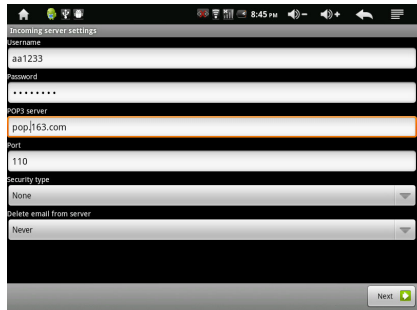 8:45 PM
Incoming server settings
Username
aa1233
Password
••••••••
POP3 server
pop.163.com
Port
110
Security type
None
Delete email from server
Never
Next